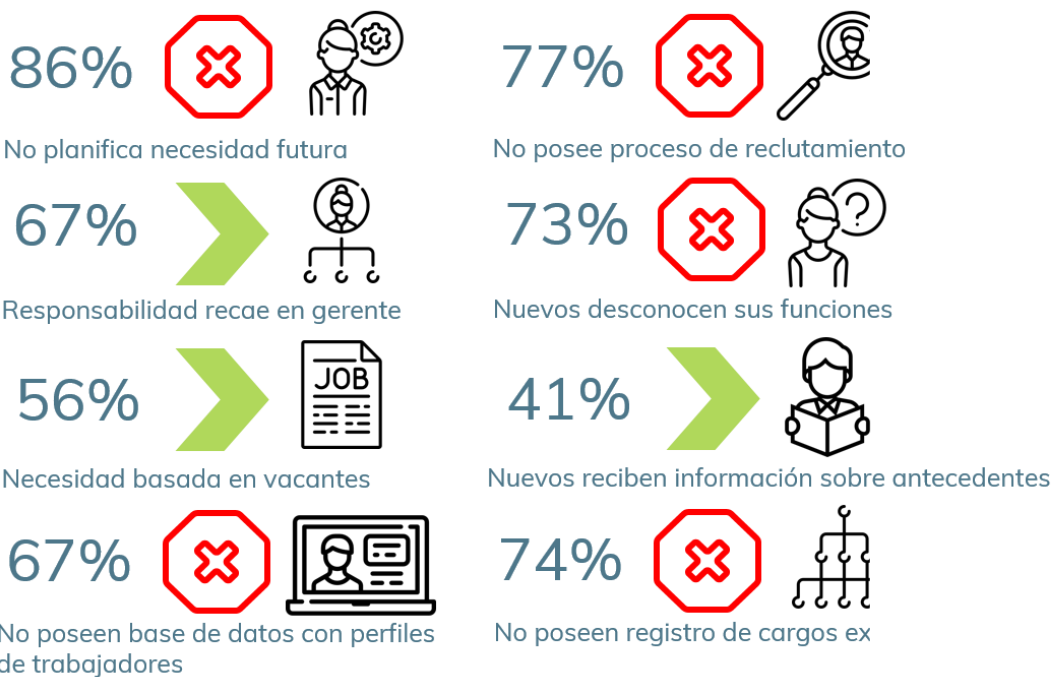 86%
No planifica necesidad futura
77%
No posee proceso de reclutamiento
67%
Responsabilidad recae en gerente
73%
Nuevos desconocen sus funciones
56%
JOB
Necesidad basada en vacantes
41%
Nuevos reciben información sobre antecedentes
67%
No poseen base de datos con perfiles
de trabajadores
74%
No poseen registro de cargos ex